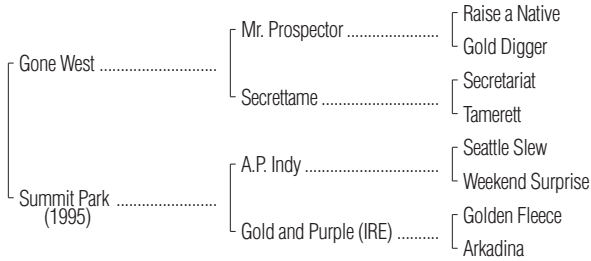 Raise a Native
Mr. Prospector ....................
Gold Digger
Gone West .........................
Secretariat
Secrettame .........................
Tamerett
Seattle Slew
A.P. Indy .............................
Weekend Surprise
Summit Park .....................
(1995)
Golden Fleece
Gold and Purple (IRE) ..........
Arkadina